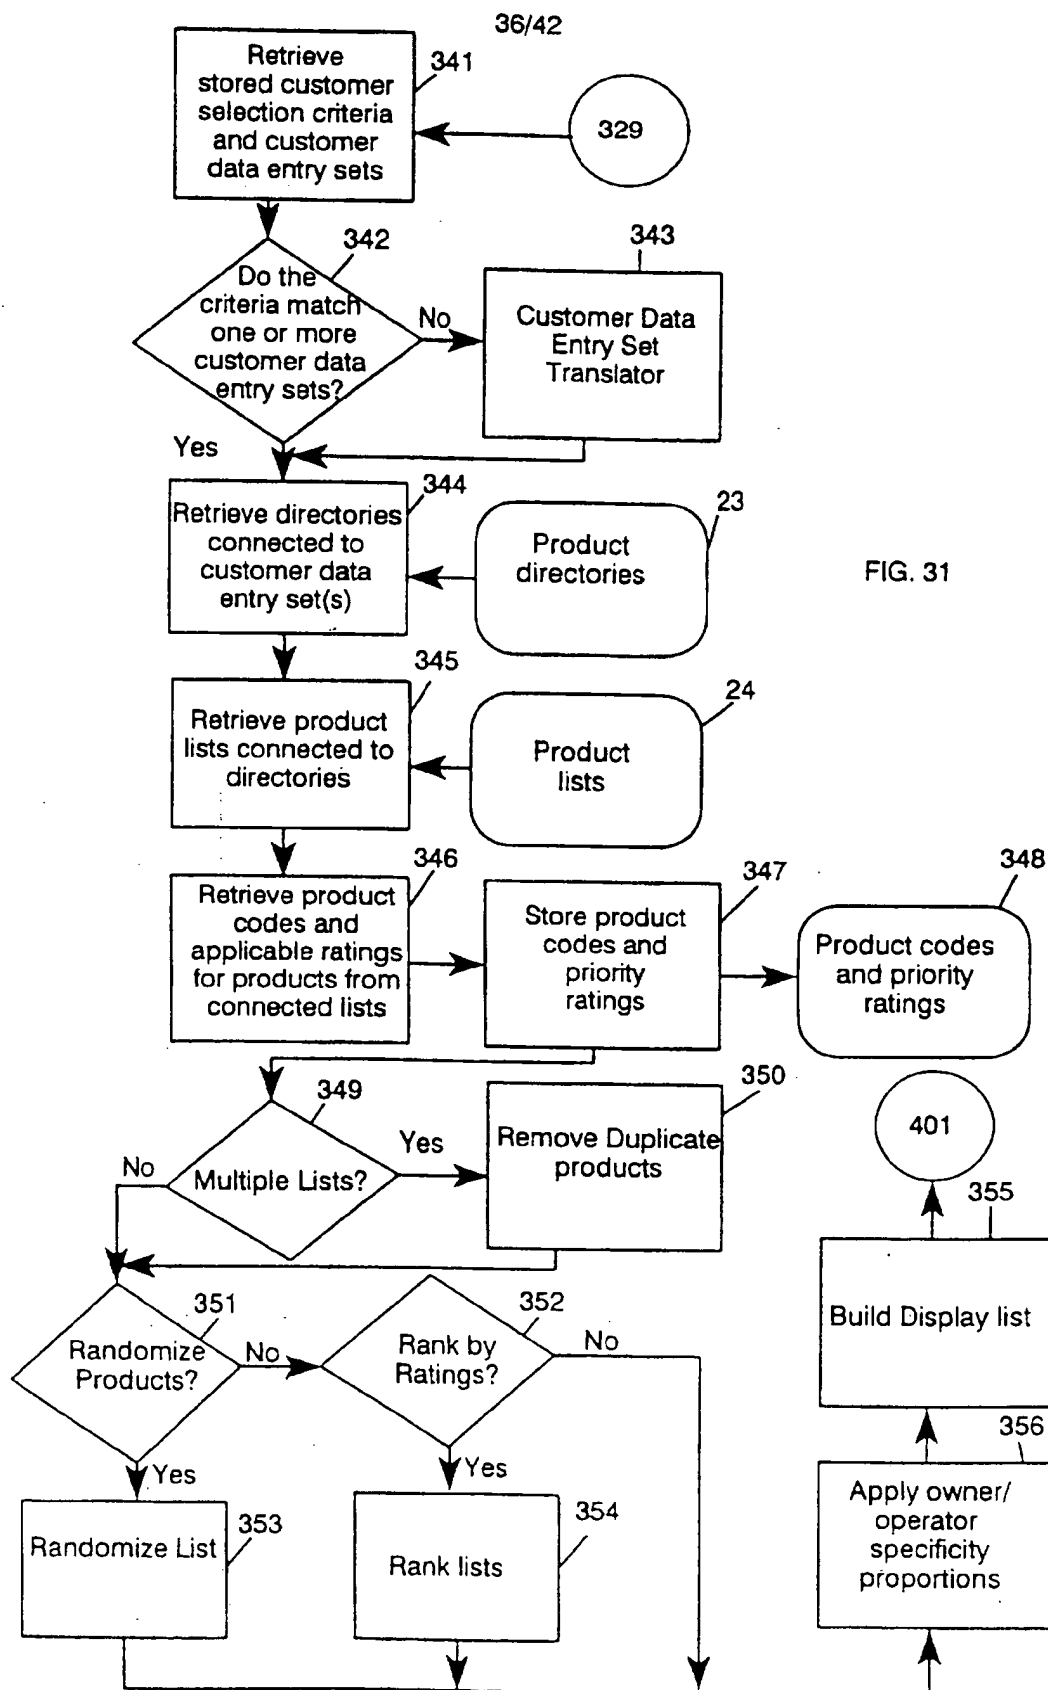 36/42
Retrieve
stored customer
selection criteria
and customer
data entry sets
341
329
342
Do the
criteria match
one or more
customer data
entry sets?
No
343
Customer Data
Entry Set
Translator
Yes
344
Retrieve directories
connected to
customer data
entry set(s)
23
Product
directories
FIG. 31
345
Retrieve product
lists connected to
directories
24
Product
lists
346
Retrieve product
codes and
applicable ratings
for products from
connected lists
347
Store product
codes and
priority
ratings
348
Product codes
and priority
ratings
349
Multiple Lists?
Yes
No
350
Remove Duplicate
products
401
355
Build Display list
351
Randomize
Products?
No
352
Rank by
Ratings?
No
356
Apply owner/
operator
specificity
proportions
Yes
353
Randomize List
Yes
354
Rank lists